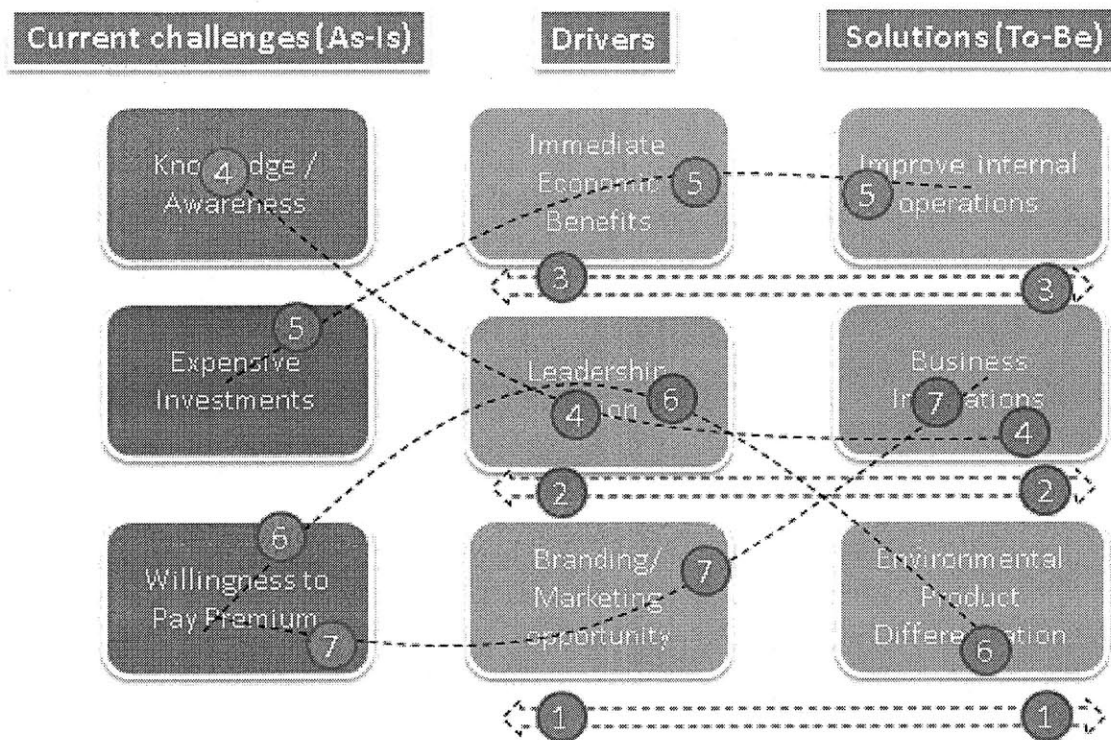 Current challenges (As-Is)
Drivers
Solutions (To-Be)
4
Awareness
Immediate
Economic
Benefits
5
Improve internal
operations
5
3
3
5
Expensive
Investments
Leadership
4
6
Business
7
4
2
2
6
Willingness to
Pay Premium
7
Branding/
Marketing
opportunity
7
Environmental
Product
6
1
1